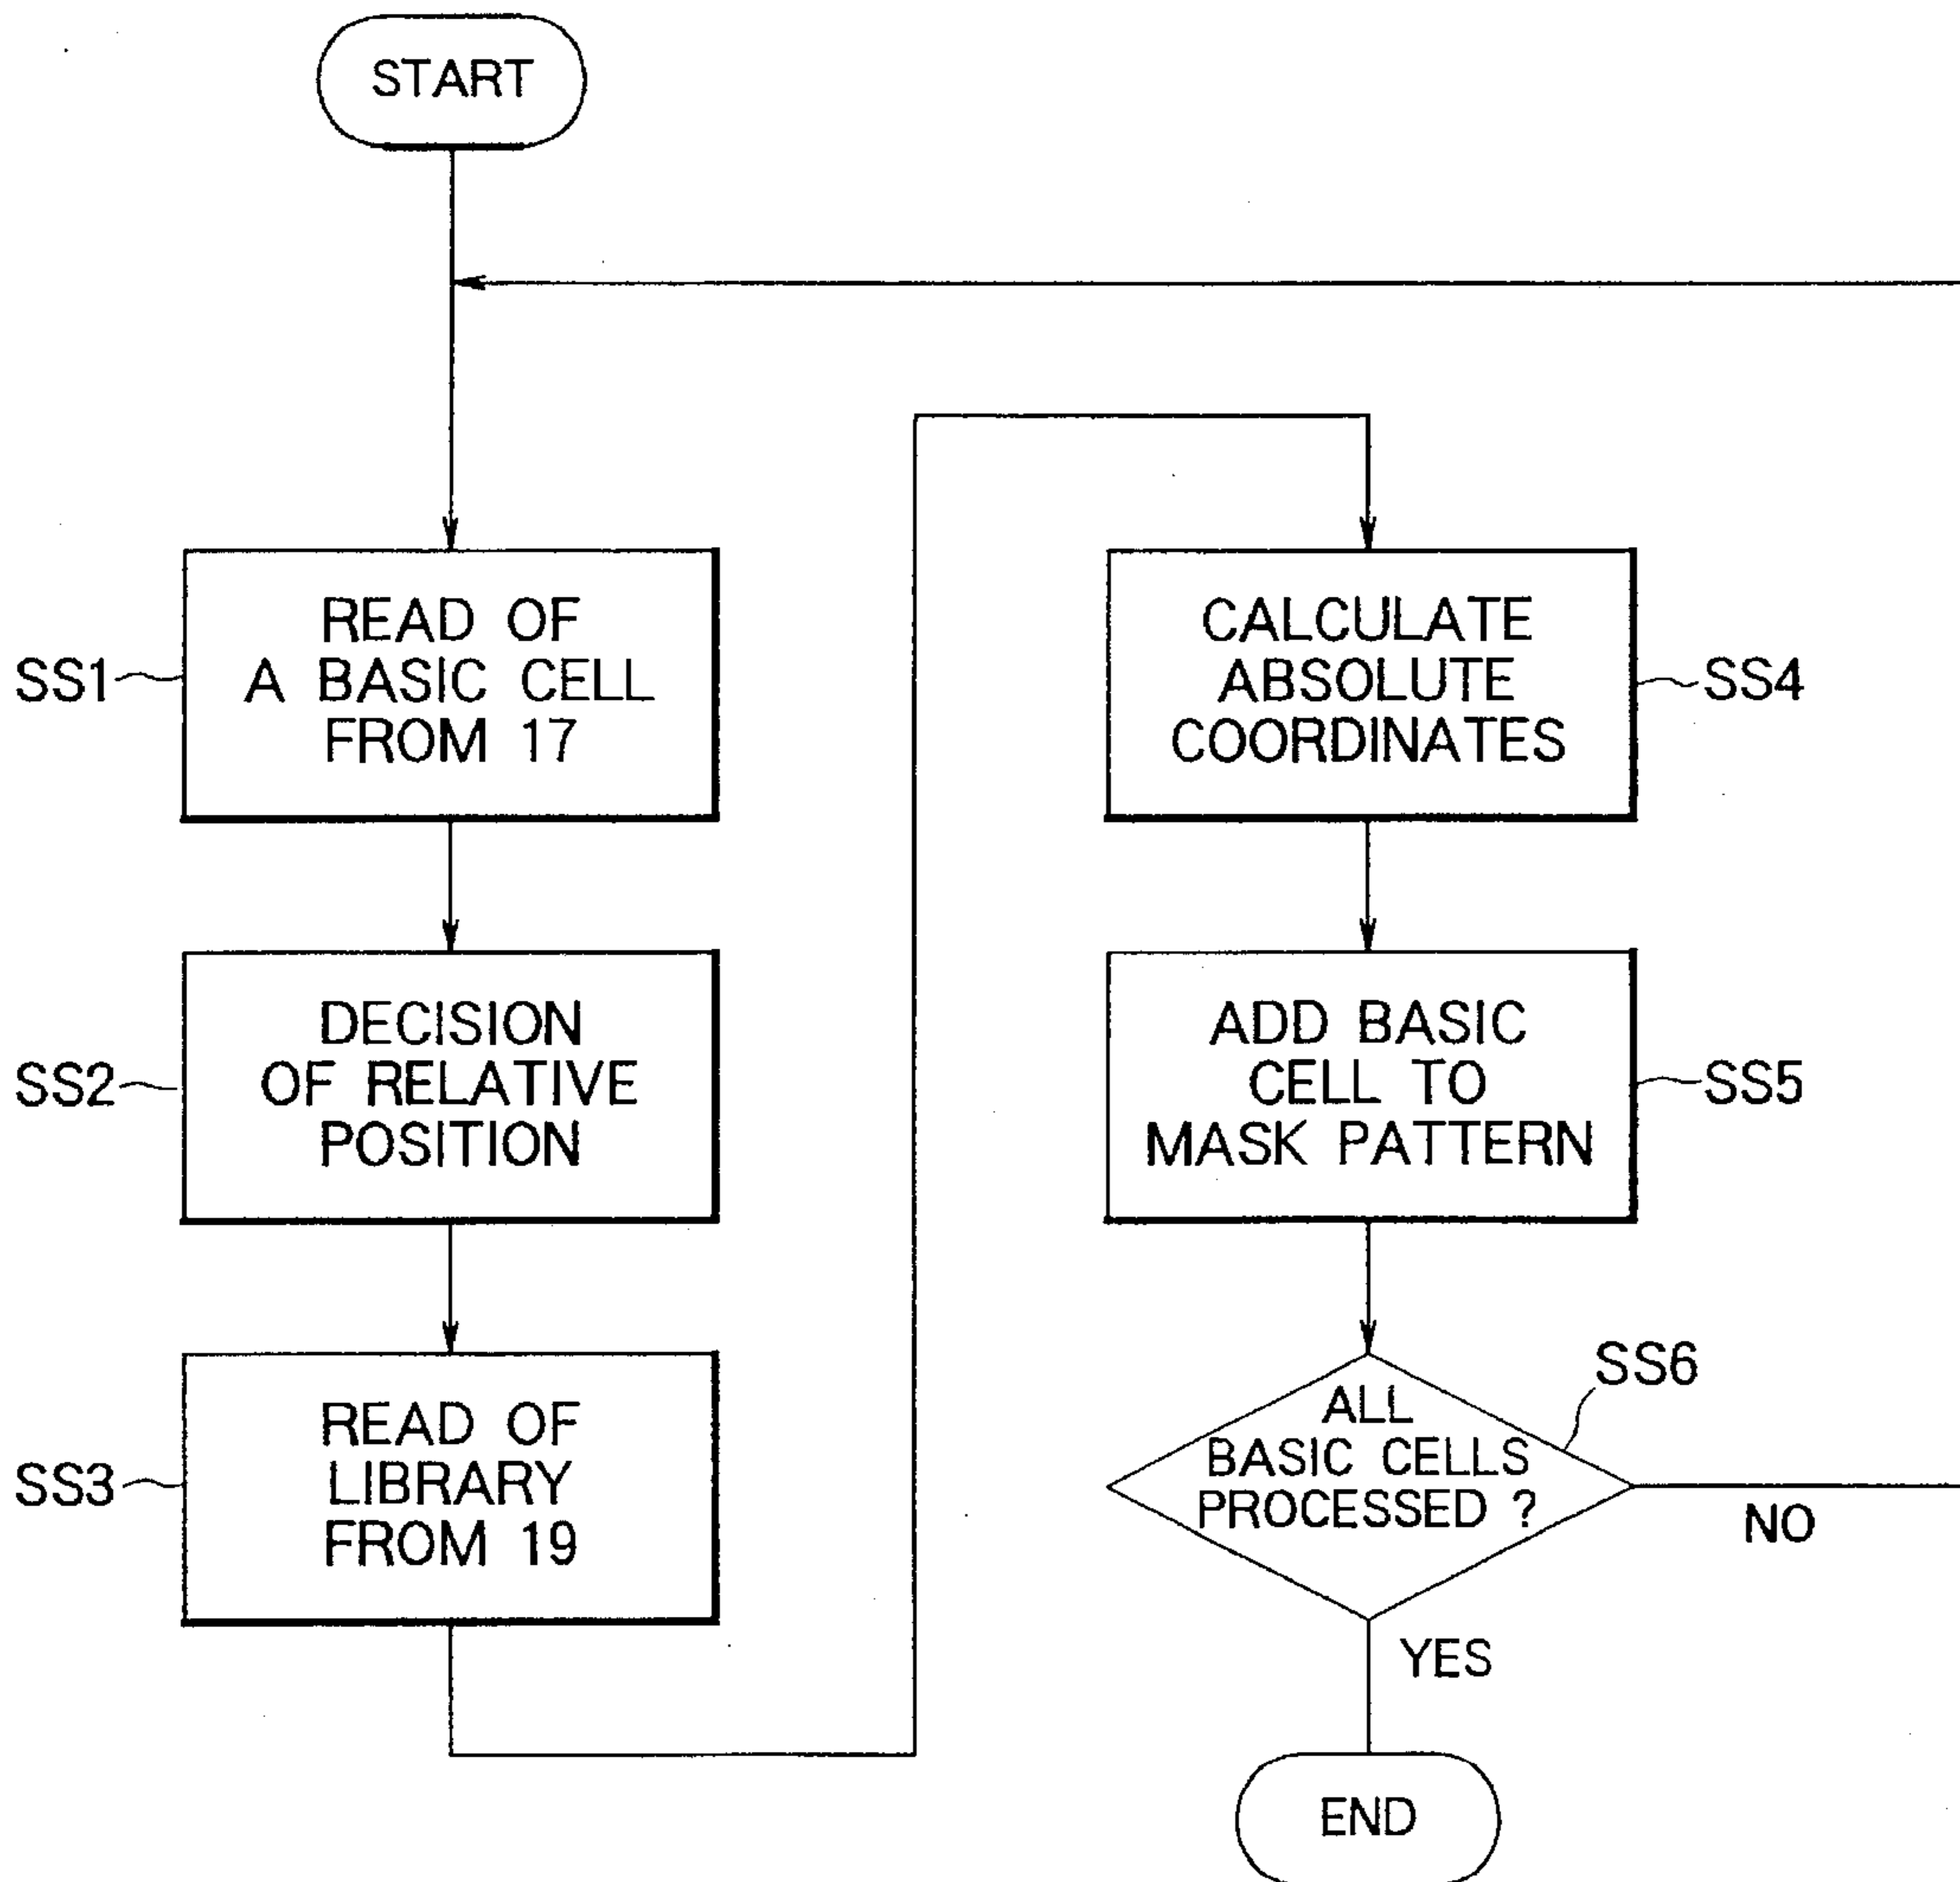 START
SS1
READ OF
A BASIC CELL
FROM 17
SS2
DECISION
OF RELATIVE
POSITION
SS3
READ OF
LIBRARY
FROM 19
CALCULATE
ABSOLUTE
COORDINATES
SS4
ADD BASIC
CELL TO
MASK PATTERN
SS5
SS6
ALL
BASIC CELLS
PROCESSED ?
NO
YES
END